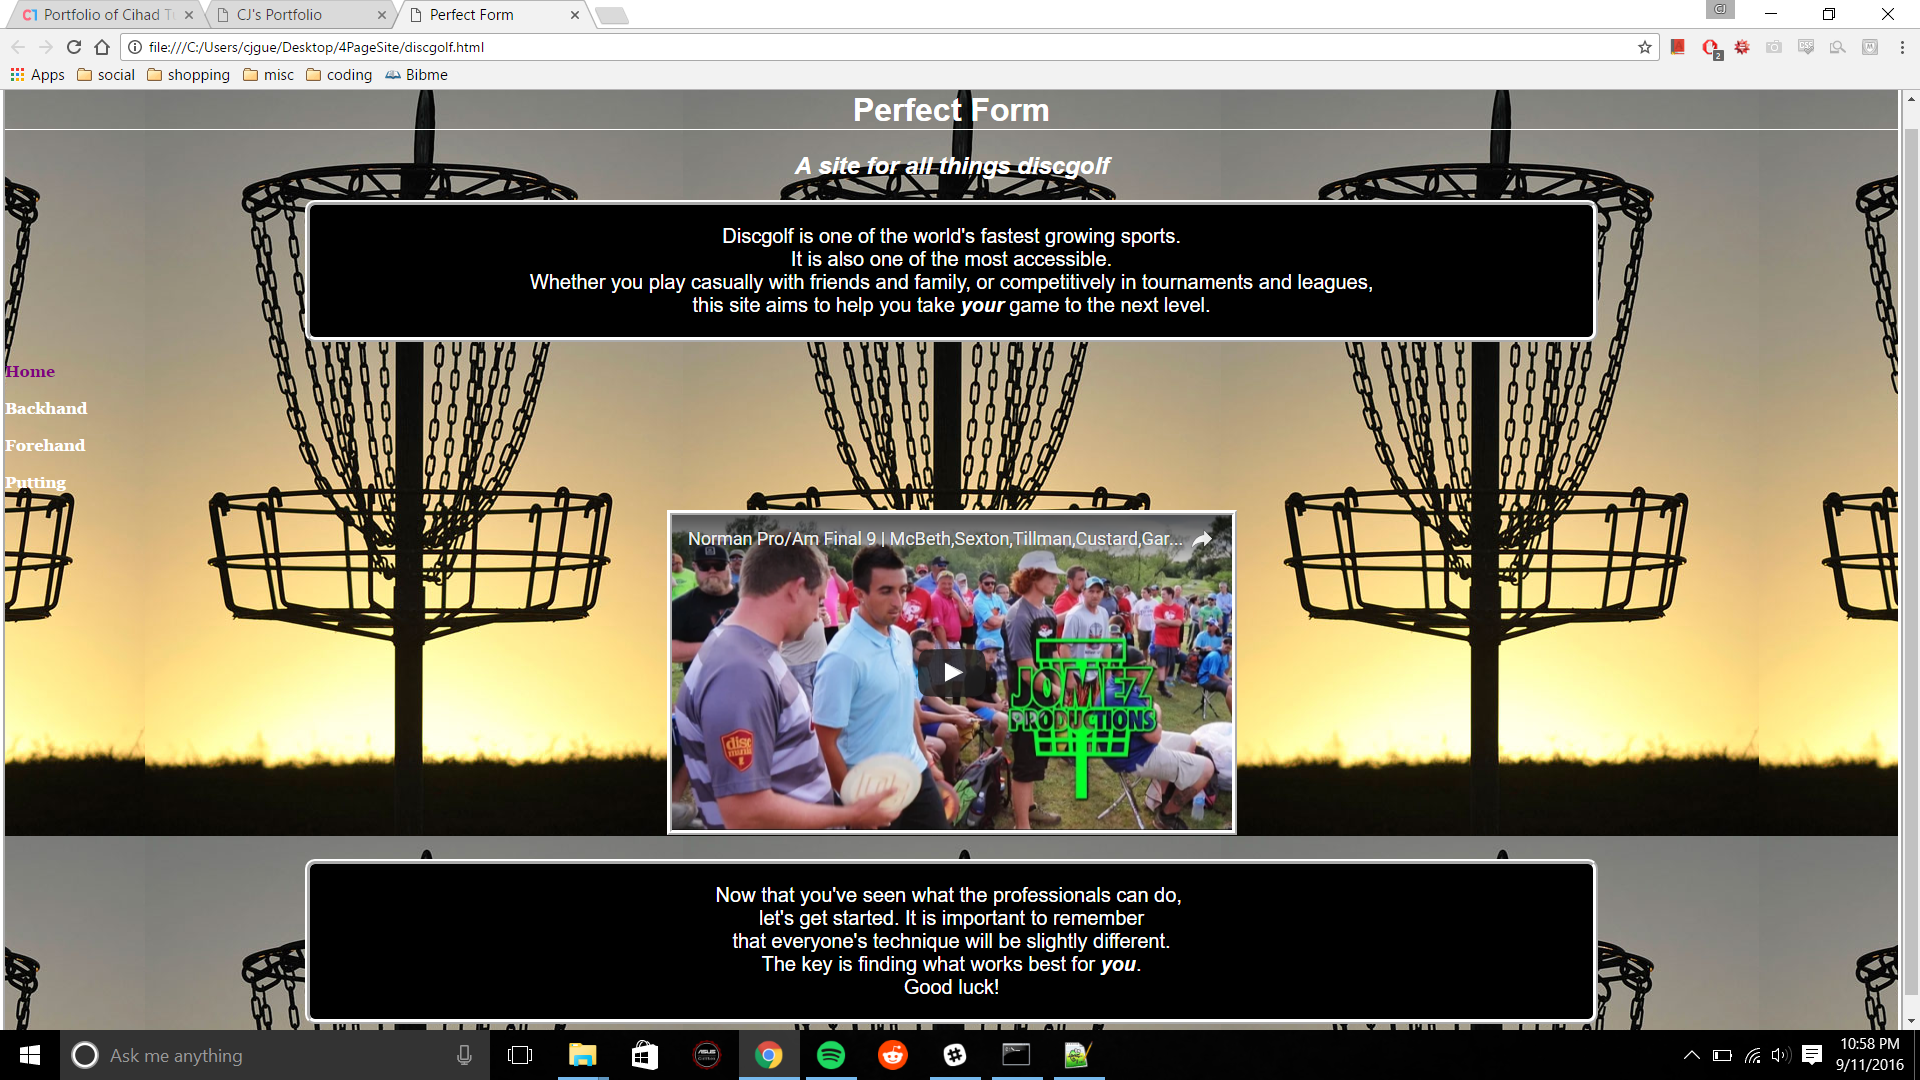 Portfolio of Cihad Tu
CJ's Portfolio
Perfect Form
CJ
file:///C:/Users/cjgue/Desktop/4PageSite/discgolf.html
2
Apps
social
shopping
misc
coding
Bibme
Perfect Form
A site for all things discgolf
Discgolf is one of the world's fastest growing sports.
It is also one of the most accessible.
Whether you play casually with friends and family, or competitively in tournaments and leagues,
this site aims to help you take your game to the next level.
Home
Backhand
Forehand
Putting
Norman Pro/Am Final 9 | McBeth,Sexton,Tillman,Custard,Gar...
JOMEZ
PRODUCTIONS
disc
mania
Now that you've seen what the professionals can do,
let's get started. It is important to remember
that everyone's technique will be slightly different.
The key is finding what works best for you.
Good luck!
Ask me anything
ASUS
10:58 PM
9/11/2016